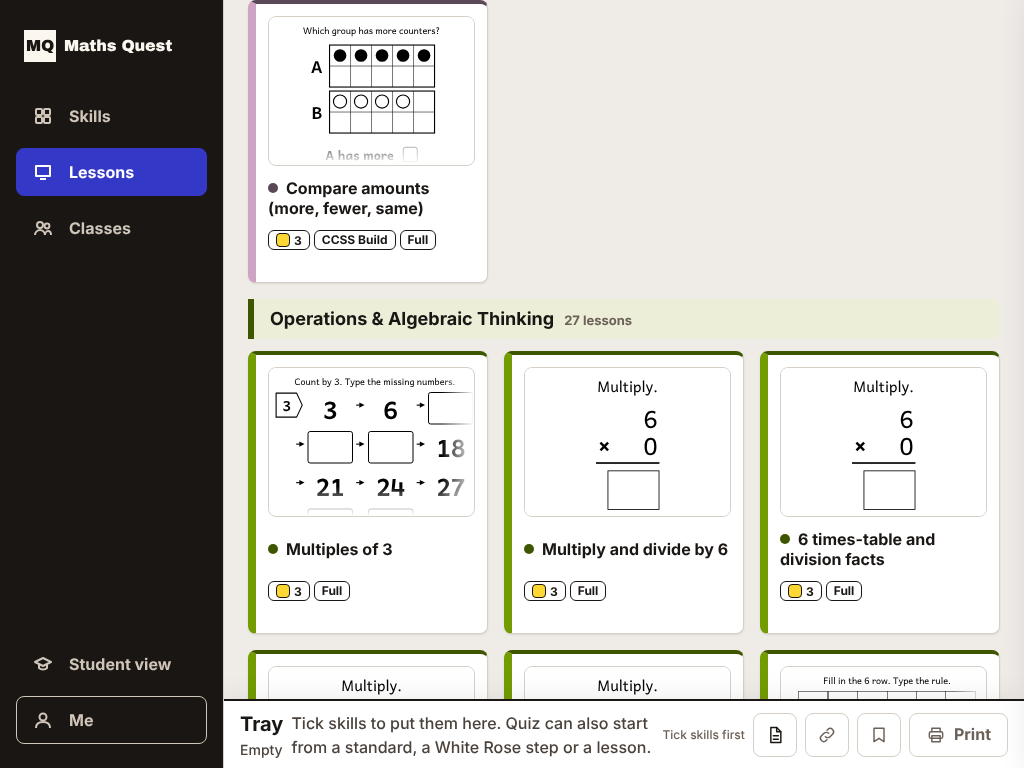 MQ Maths Quest
Skills
Lessons
Classes
Student view
Me
Which group has more counters?
A
B
A has more
Compare amounts
(more, fewer, same)
3 CCSS Build Full
Operations & Algebraic Thinking 27 lessons
Count by 3. Type the missing numbers.
3 3 6
18
21 24 27
Multiples of 3
3 Full
Multiply.
6
× 0
Multiply and divide by 6
3 Full
Multiply.
6
× 0
6 times-table and
division facts
3 Full
Multiply.
Multiply.
Fill in the 6 row. Type the rule.
Tray
Empty
Tick skills to put them here. Quiz can also start
from a standard, a White Rose step or a lesson.
Tick skills first
Print